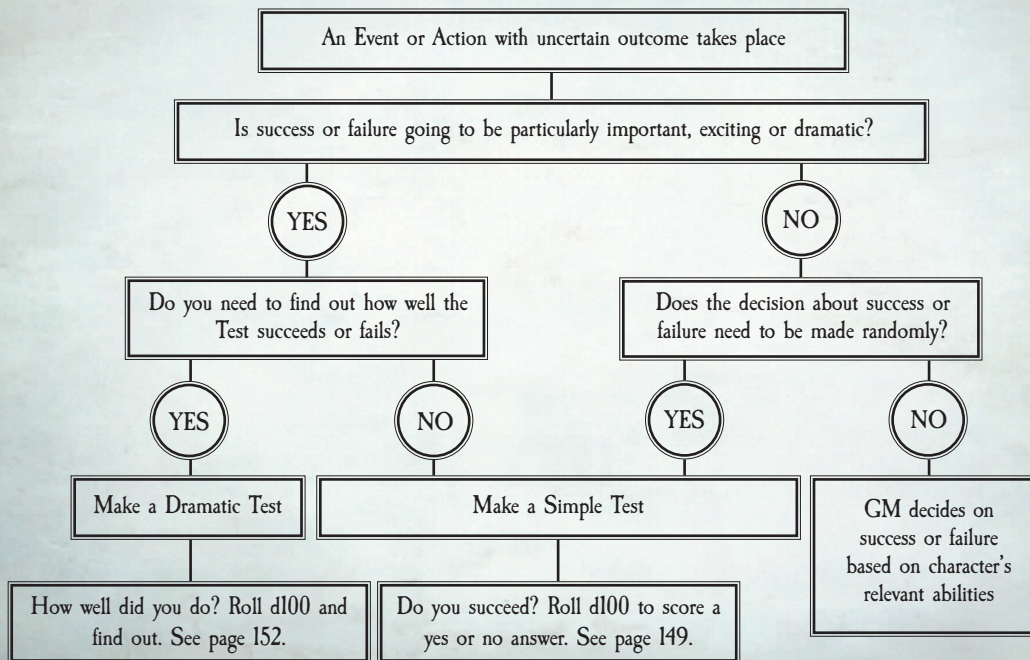 An Event or Action with uncertain outcome takes place
Is success or failure going to be particularly important, exciting or dramatic?
YES
NO
Do you need to find out how well the
Test succeeds or fails?
Does the decision about success or
failure need to be made randomly?
YES
NO
YES
NO
Make a Dramatic Test
Make a Simple Test
GM decides on
success or failure
based on character's
relevant abilities
How well did you do? Roll d100 and
find out. See page 152.
Do you succeed? Roll d100 to score a
yes or no answer. See page 149.